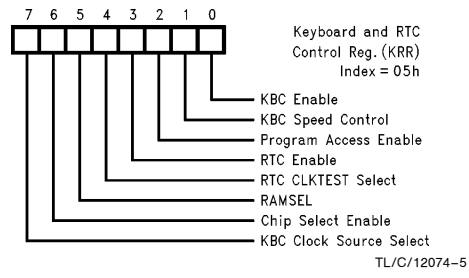 7 6 5 4 3 2 1 0
Keyboard and RTC
Control Reg. (KRR)
Index = 05h
KBC Enable
KBC Speed Control
Program Access Enable
RTC Enable
RTC CLKTEST Select
RAMSEL
Chip Select Enable
KBC Clock Source Select
TL/C/12074–5